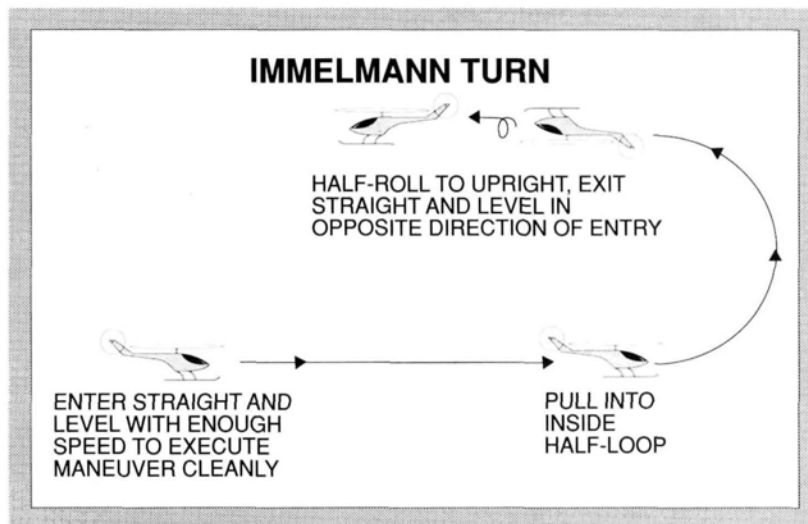 IMMELMANN TURN
HALF-ROLL TO UPRIGHT, EXIT
STRAIGHT AND LEVEL IN
OPPOSITE DIRECTION OF ENTRY
ENTER STRAIGHT AND
LEVEL WITH ENOUGH
SPEED TO EXECUTE
MANEUVER CLEANLY
PULL INTO
INSIDE
HALF-LOOP